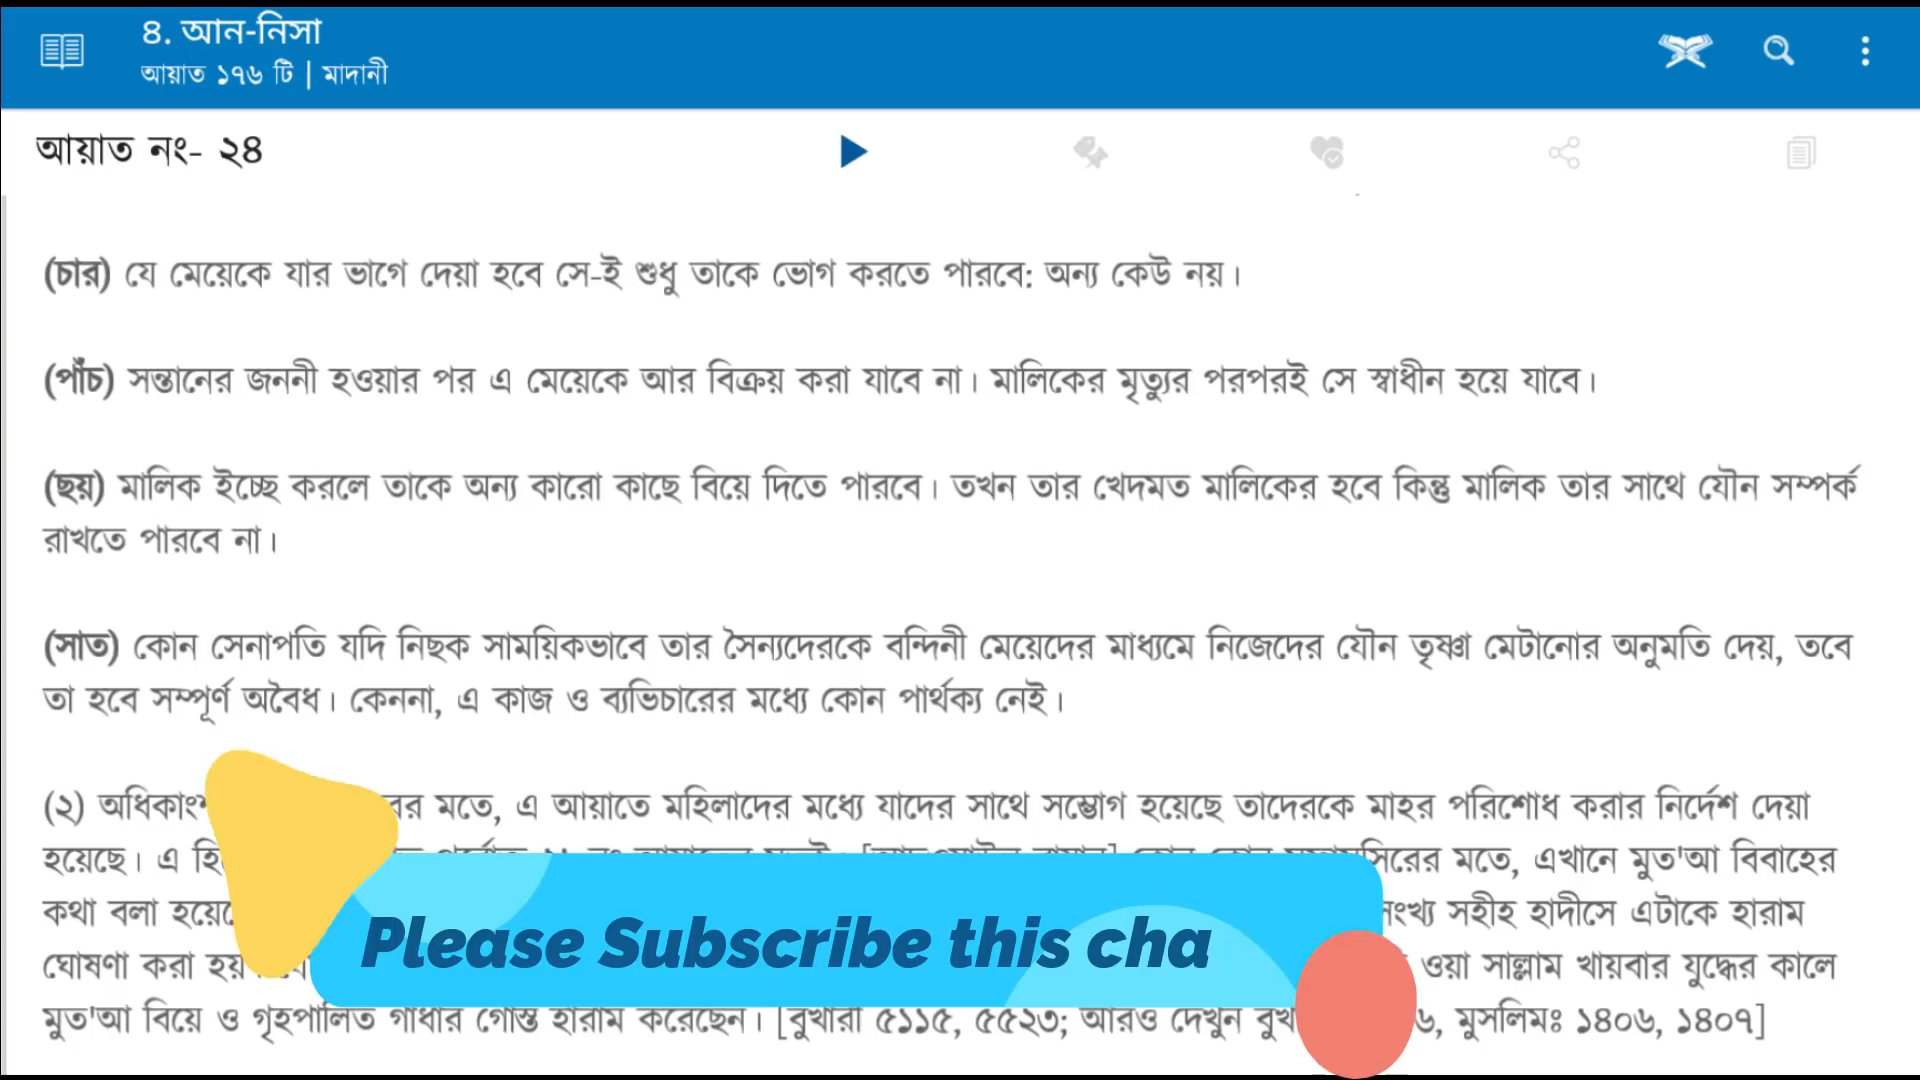 ৪. আন-নিসা
আয়াত ১৭৬ টি | মাদানী
আয়াত নং- ২৪
(চার) যে মেয়েকে যার ভাগে দেয়া হবে সে-ই শুধু তাকে ভোগ করতে পারবে: অন্য কেউ নয়।
(পাঁচ) সন্তানের জননী হওয়ার পর এ মেয়েকে আর বিক্রয় করা যাবে না। মালিকের মৃত্যুর পরপরই সে স্বাধীন হয়ে যাবে।
(ছয়) মালিক ইচ্ছে করলে তাকে অন্য কারো কাছে বিয়ে দিতে পারবে। তখন তার খেদমত মালিকের হবে কিন্তু মালিক তার সাথে যৌন সম্পর্ক
রাখতে পারবে না।
(সাত) কোন সেনাপতি যদি নিছক সাময়িকভাবে তার সৈন্যদেরকে বন্দিনী মেয়েদের মাধ্যমে নিজেদের যৌন তৃষ্ণা মেটানোর অনুমতি দেয়, তবে
তা হবে সম্পূর্ণ অবৈধ। কেননা, এ কাজ ও ব্যভিচারের মধ্যে কোন পার্থক্য নেই।
(২) মতে, এ আয়াতে মহিলাদের মধ্যে যাদের সাথে সম্ভোগ হয়েছে তাদেরকে মাহর পরিশোধ করার নির্দেশ দেয়া
হয়েছে। এ মতে, এখানে মুত'আ বিবাহের
কথা বলা সহীহ হাদীসে এটাকে হারাম
ঘোষণা করা ওয়া সাল্লাম খায়বার যুদ্ধের কালে
মুত'আ বিয়ে ও গৃহপালিত গাধার গোস্ত হারাম করেছেন। [বুখারী ৫১১৫, ৫৫২৩; আরও দেখুন মুসলিমঃ ১৪০৬, ১৪০৭]
Please Subscribe this cha